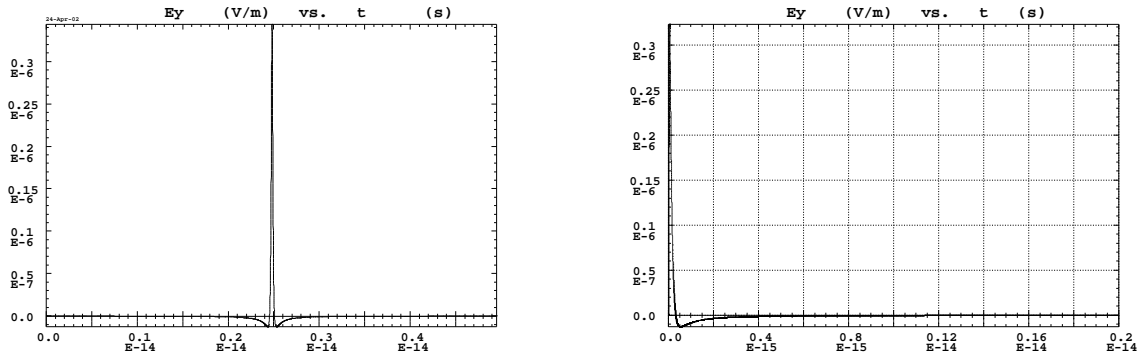 24-Apr-02
Ey (V/m) vs. t (s)
0.3
E-6
0.25
E-6
0.2
E-6
0.15
E-6
0.1
E-6
0.5
E-7
0.0
0.0 0.1 0.2 0.3 0.4
E-14 E-14 E-14 E-14
Ey (V/m) vs. t (s)
0.3
E-6
0.25
E-6
0.2
E-6
0.15
E-6
0.1
E-6
0.5
E-7
0.0
0.0 0.4 0.8 0.12 0.16 0.2
E-15 E-15 E-14 E-14 E-14